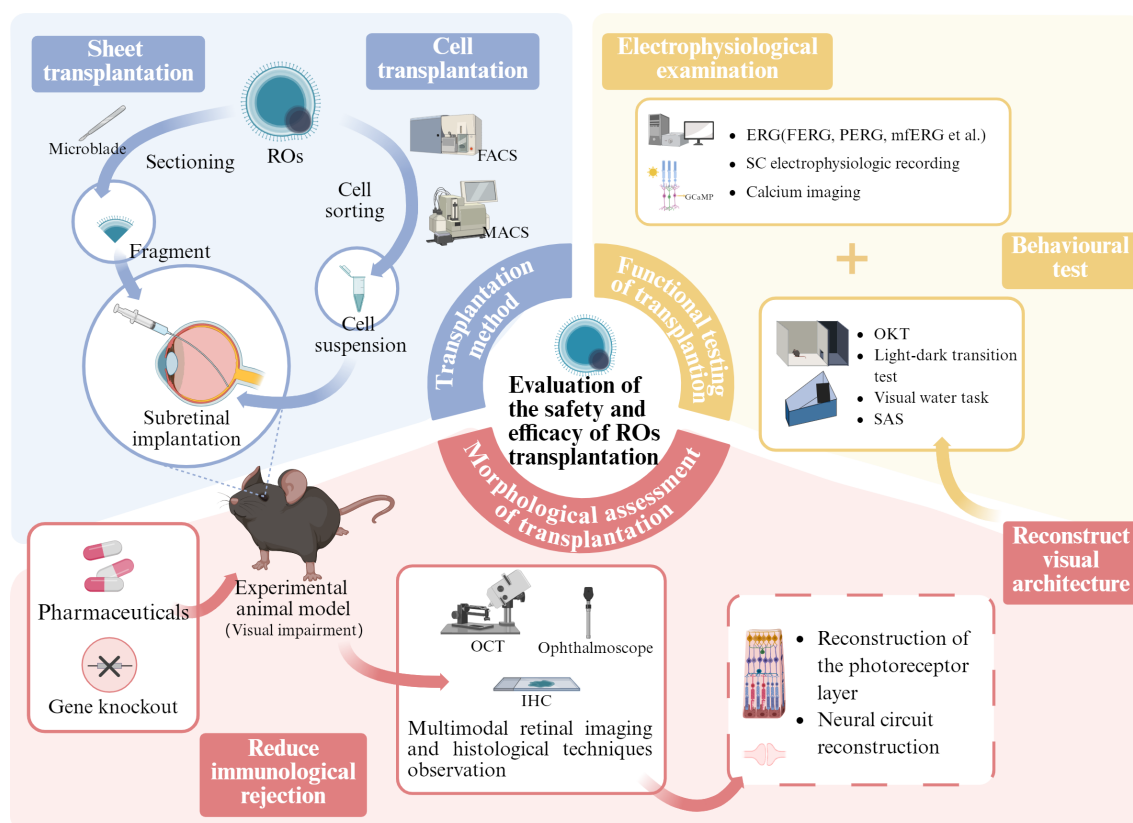 Sheet
transplantation
Cell
transplantation
Microblade
Sectioning
ROs
FACS
Cell
sorting
MACS
Fragment
Cell
suspension
Subretinal
implantation
Transplantation
method
Electrophysiological
examination
• ERG(FERG, PERG, mfERG et al.)
• SC electrophysiologic recording
• Calcium imaging
GCaMP
+
Behavioural
test
Functional testing
of transplantion
• OKT
• Light-dark transition
test
• Visual water task
• SAS
Evaluation of
the safety and
efficacy of ROs
transplantation
Morphological assessment
of transplantation
Pharmaceuticals
Gene knockout
Experimental
animal model
(Visual impairment)
Reduce
immunological
rejection
OCT
Ophthalmoscope
IHC
Multimodal retinal imaging
and histological techniques
observation
Reconstruct
visual
architecture
• Reconstruction of
the photoreceptor
layer
• Neural circuit
reconstruction